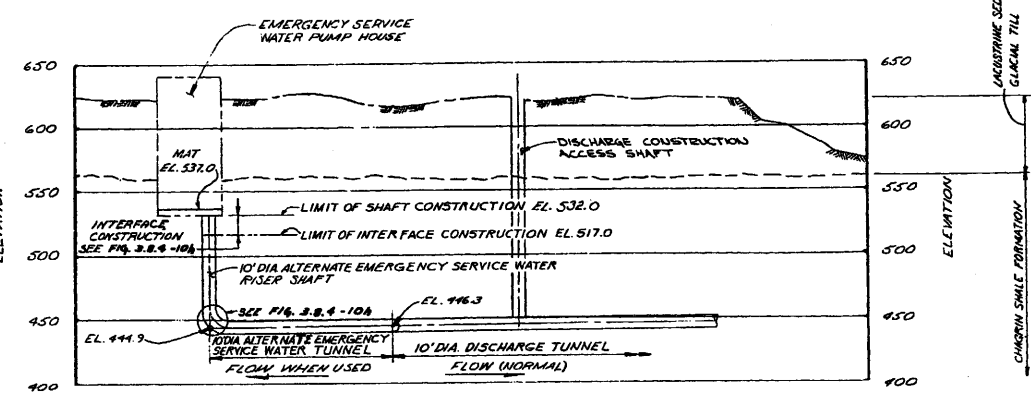 EMERGENCY SERVICE
WATER PUMP HOUSE
650
600
550
500
450
400
ELEVATION
MAT
EL. 537.0
INTERFACE
CONSTRUCTION
SEE FIG. 3.8.4-10b
LIMIT OF SHAFT CONSTRUCTION EL. 532.0
LIMIT OF INTERFACE CONSTRUCTION EL. 517.0
10' DIA ALTERNATE EMERGENCY SERVICE WATER
RISER SHAFT
SEE FIG. 3.8.4-10b
EL. 446.3
EL. 444.9
10' DIA ALTERNATE EMERGENCY
SERVICE WATER TUNNEL
10' DIA. DISCHARGE TUNNEL
FLOW WHEN USED
FLOW (NORMAL)
DISCHARGE CONSTRUCTION
ACCESS SHAFT
650
600
550
500
450
400
ELEVATION
LACUSTRINE SED
GLACIAL TILL
CHAGRIN SHALE FORMATION